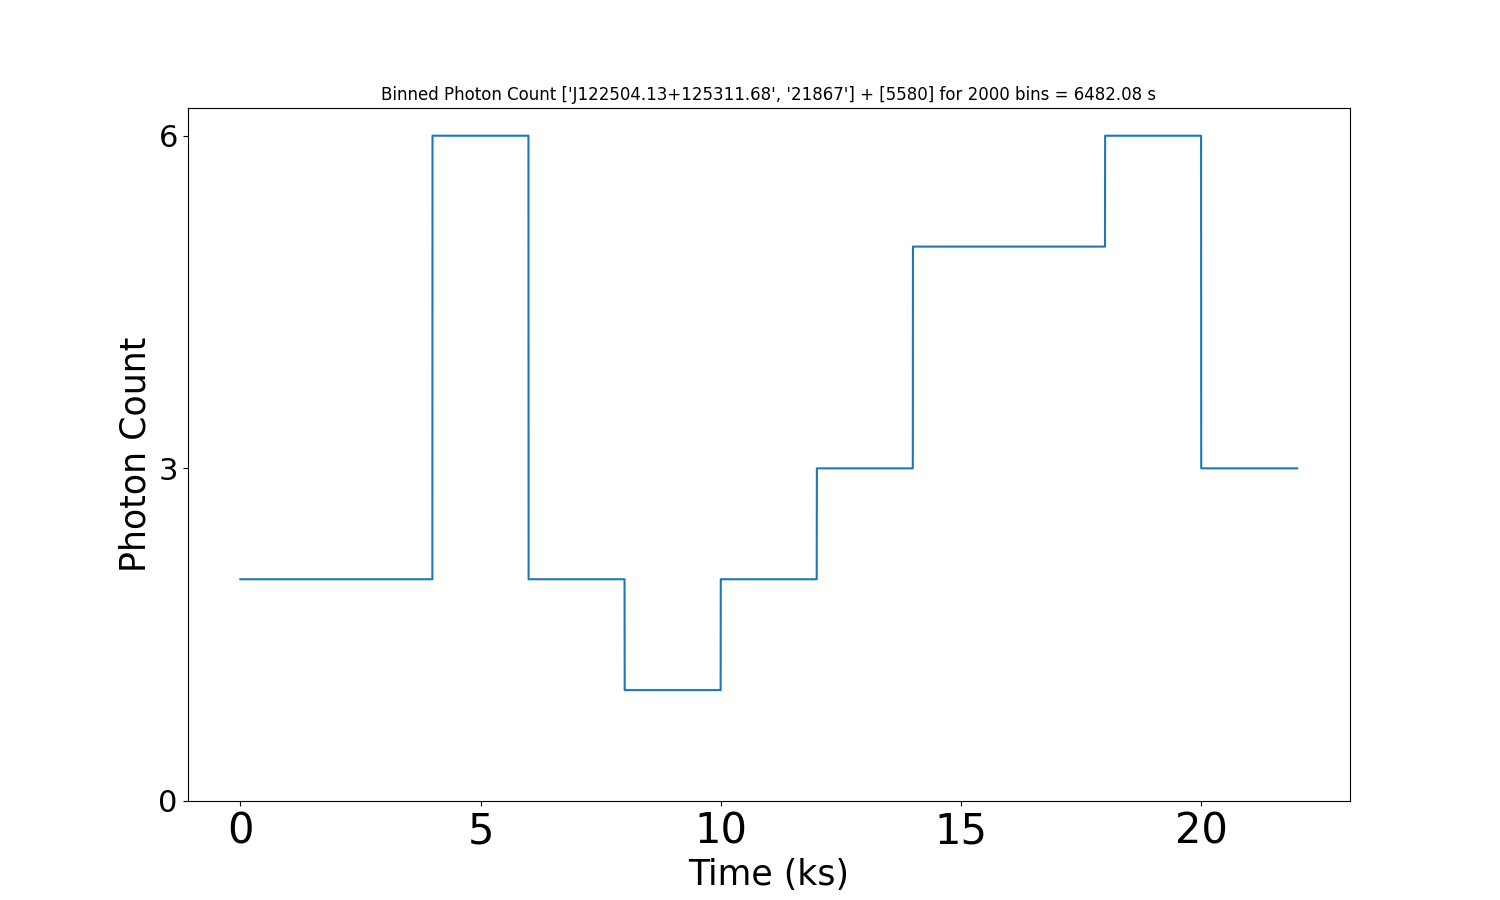 Binned Photon Count ['J122504.13+125311.68', '21867'] + [5580] for 2000 bins = 6482.08 s
6
3
0
Photon Count
0 5 10 15 20
Time (ks)